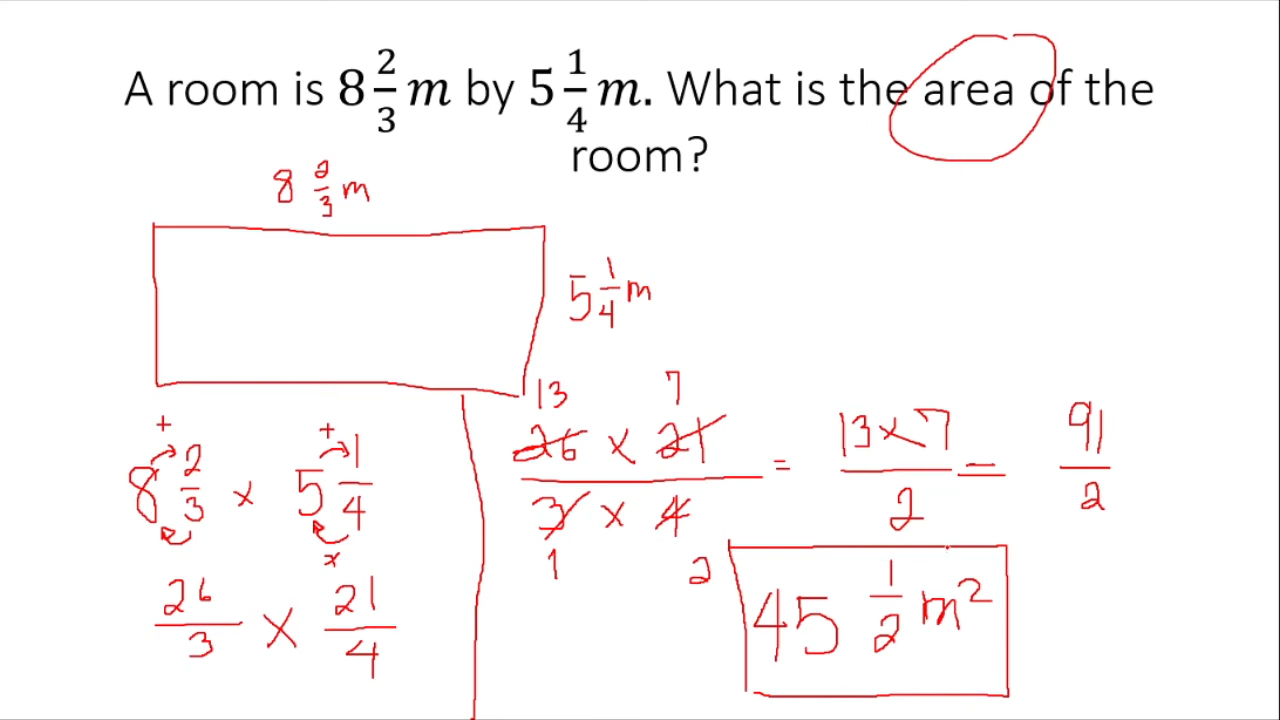 A room is 8 2/3 m by 5 1/4 m. What is the area of the
room?
8 2/3 m
5 1/4 m
13 7
+ +
8 2/3 x 5 1/4
x
26/3 x 21/4
26 x 21 / 3 x 4 = 13 x 7 / 2 = 91/2
1 2
45 1/2 m²